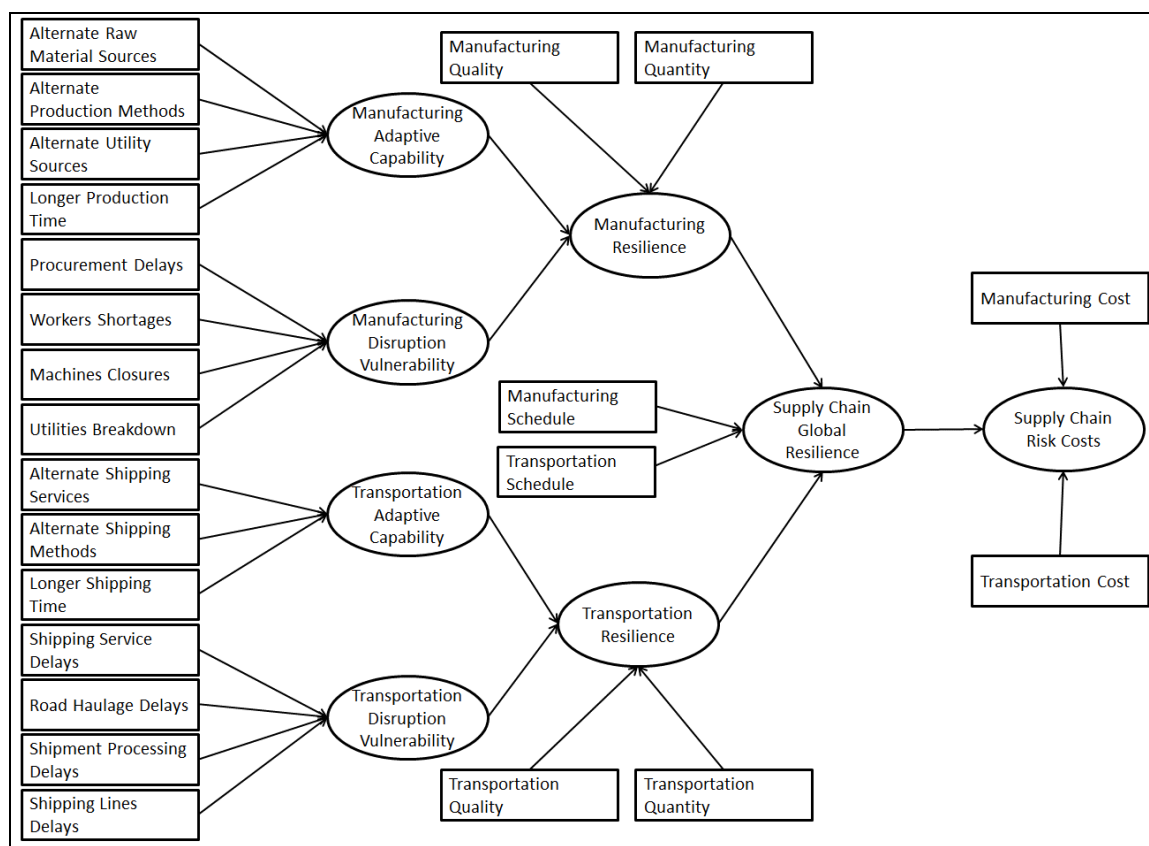 Alternate Raw
Material Sources
Alternate
Production Methods
Alternate Utility
Sources
Longer Production
Time
Procurement Delays
Workers Shortages
Machines Closures
Utilities Breakdown
Alternate Shipping
Services
Alternate Shipping
Methods
Longer Shipping
Time
Shipping Service
Delays
Road Haulage Delays
Shipment Processing
Delays
Shipping Lines
Delays
Manufacturing
Adaptive
Capability
Manufacturing
Disruption
Vulnerability
Transportation
Adaptive
Capability
Transportation
Disruption
Vulnerability
Manufacturing
Quality
Manufacturing
Quantity
Manufacturing
Resilience
Manufacturing
Schedule
Transportation
Schedule
Transportation
Resilience
Transportation
Quality
Transportation
Quantity
Supply Chain
Global
Resilience
Manufacturing Cost
Supply Chain
Risk Costs
Transportation Cost